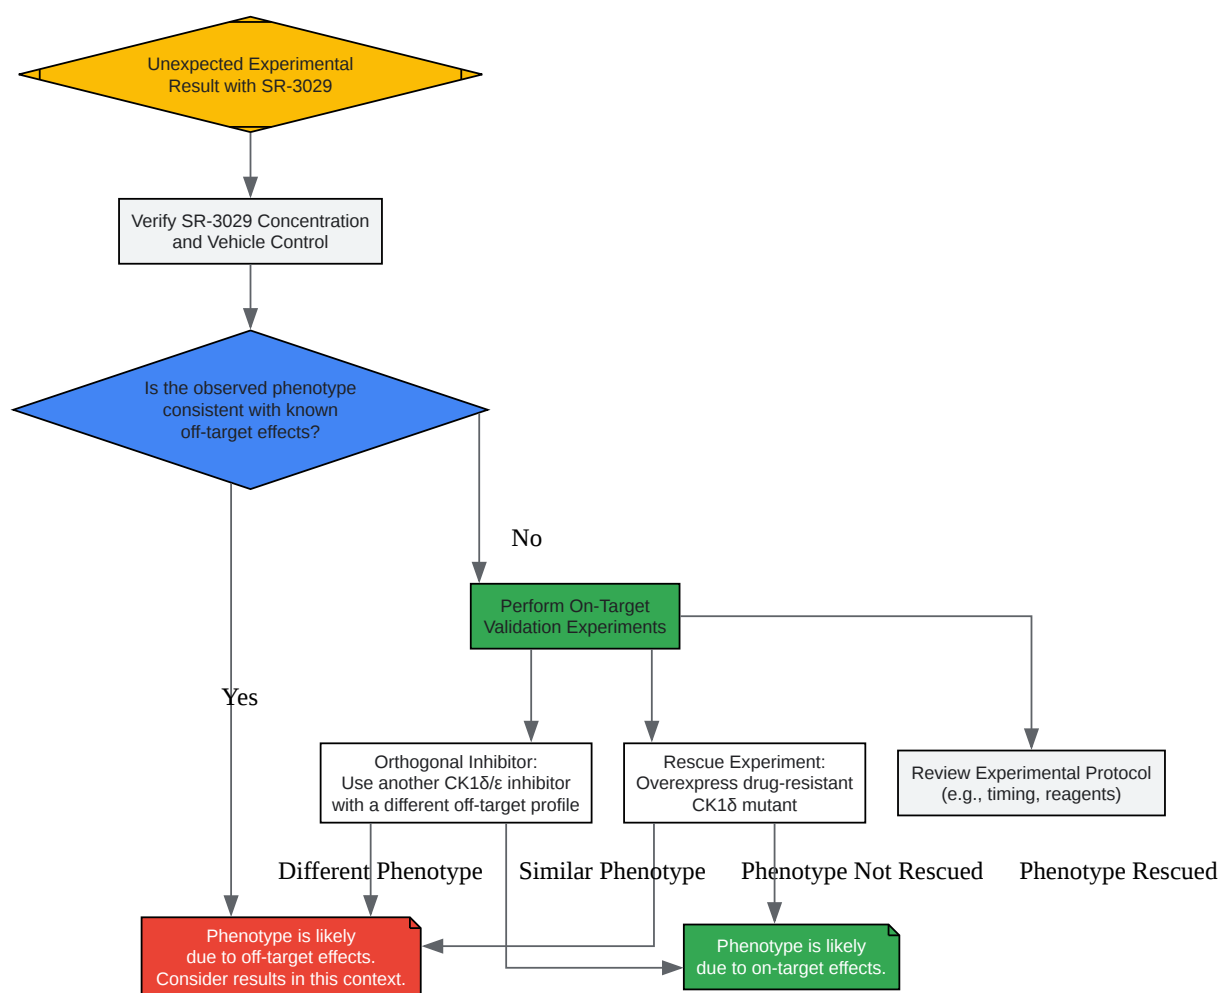 Unexpected Experimental
Result with SR-3029
Verify SR-3029 Concentration
and Vehicle Control
Is the observed phenotype
consistent with known
off-target effects?
No
Perform On-Target
Validation Experiments
Yes
Orthogonal Inhibitor:
Use another CK1δ/ε inhibitor
with a different off-target profile
Rescue Experiment:
Overexpress drug-resistant
CK1δ mutant
Review Experimental Protocol
(e.g., timing, reagents)
Different Phenotype
Similar Phenotype
Phenotype Not Rescued
Phenotype Rescued
Phenotype is likely
due to off-target effects.
Consider results in this context.
Phenotype is likely
due to on-target effects.